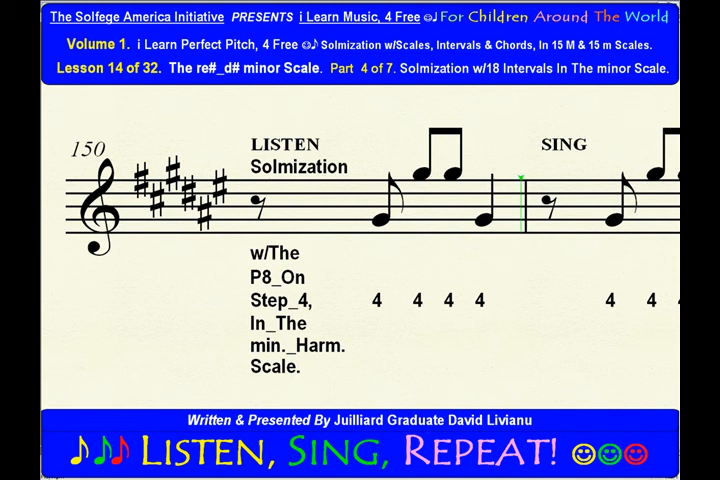 The Solfege America Initiative PRESENTS i Learn Music, 4 Free ☺♪ For Children Around The World
Volume 1. i Learn Perfect Pitch, 4 Free ☺♪ Solmization w/Scales, Intervals & Chords, In 15 M & 15 m Scales.
Lesson 14 of 32. The re#_d# minor Scale. Part 4 of 7. Solmization w/18 Intervals In The minor Scale.
LISTEN SING
150
Solmization
w/The
P8_On
Step_4, 4 4 4 4 4 4
In_The
min._Harm.
Scale.
Written & Presented By Juilliard Graduate David Livianu
LISTEN, SING, REPEAT!